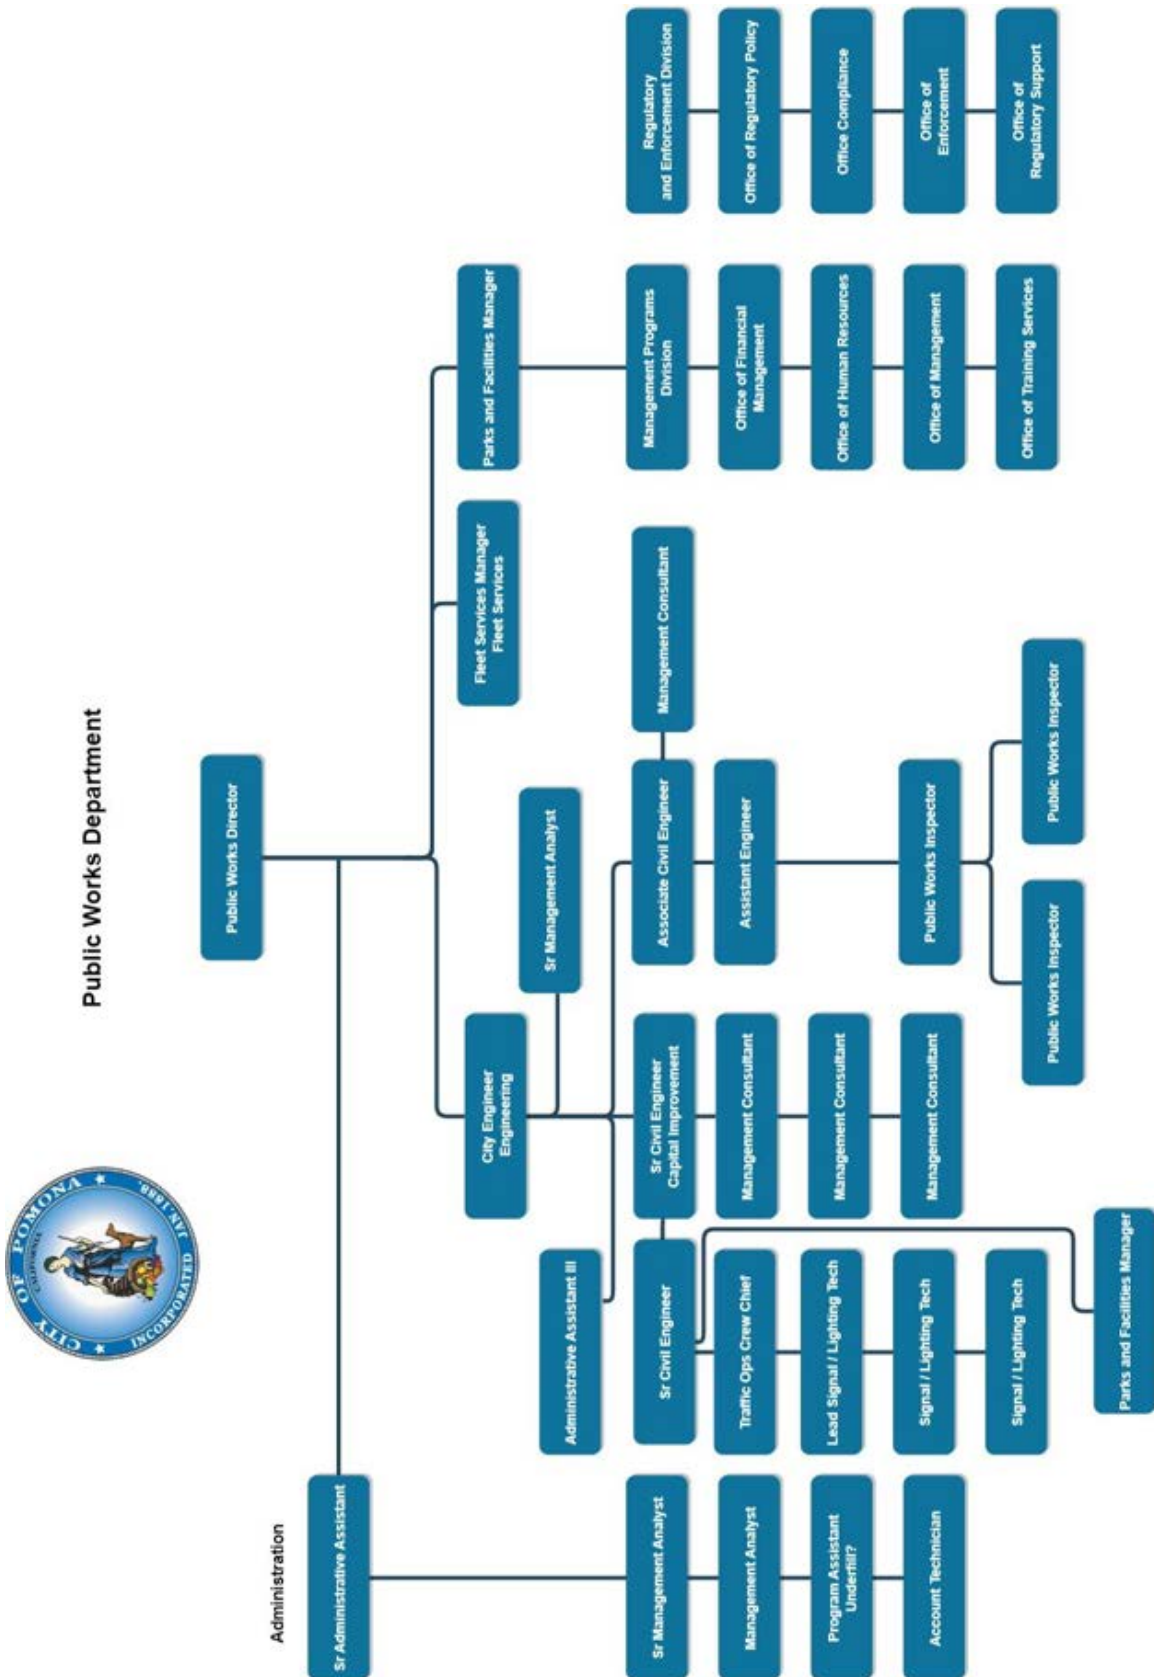 CITY OF POMONA
CALIFORNIA
INCORPORATED JAN. 1888.
Public Works Department
Public Works Director
Administration
Sr Administrative Assistant
City Engineer
Engineering
Fleet Services Manager
Fleet Services
Parks and Facilities Manager
Administrative Assistant III
Sr Management Analyst
Sr Management Analyst
Management Analyst
Program Assistant
Underfill?
Account Technician
Sr Civil Engineer
Traffic Ops Crew Chief
Lead Signal / Lighting Tech
Signal / Lighting Tech
Signal / Lighting Tech
Parks and Facilities Manager
Sr Civil Engineer
Capital Improvement
Management Consultant
Management Consultant
Management Consultant
Associate Civil Engineer
Management Consultant
Assistant Engineer
Public Works Inspector
Public Works Inspector
Public Works Inspector
Management Programs
Division
Office of Financial
Management
Office of Human Resources
Office of Management
Office of Training Services
Regulatory
and Enforcement Division
Office of Regulatory Policy
Office Compliance
Office of
Enforcement
Office of
Regulatory Support